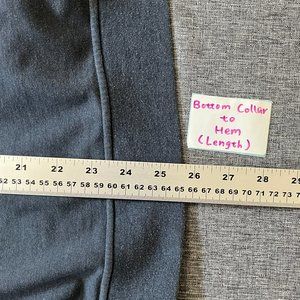 Bottom Collar
to
Hem
(Length)
21 22 23 24 25 26 27 28 29
52 53 54 55 56 57 58 59 60 61 62 63 64 65 66 67 68 69 70 71 72 73